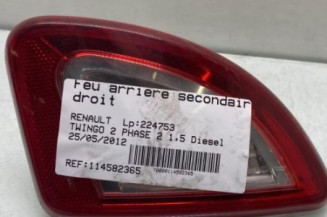 Feu arriere secondair
droit
RENAULT Lp:224753
TWINGO 2 PHASE 2 1.5 Diesel
25/05/2012
REF:114582365